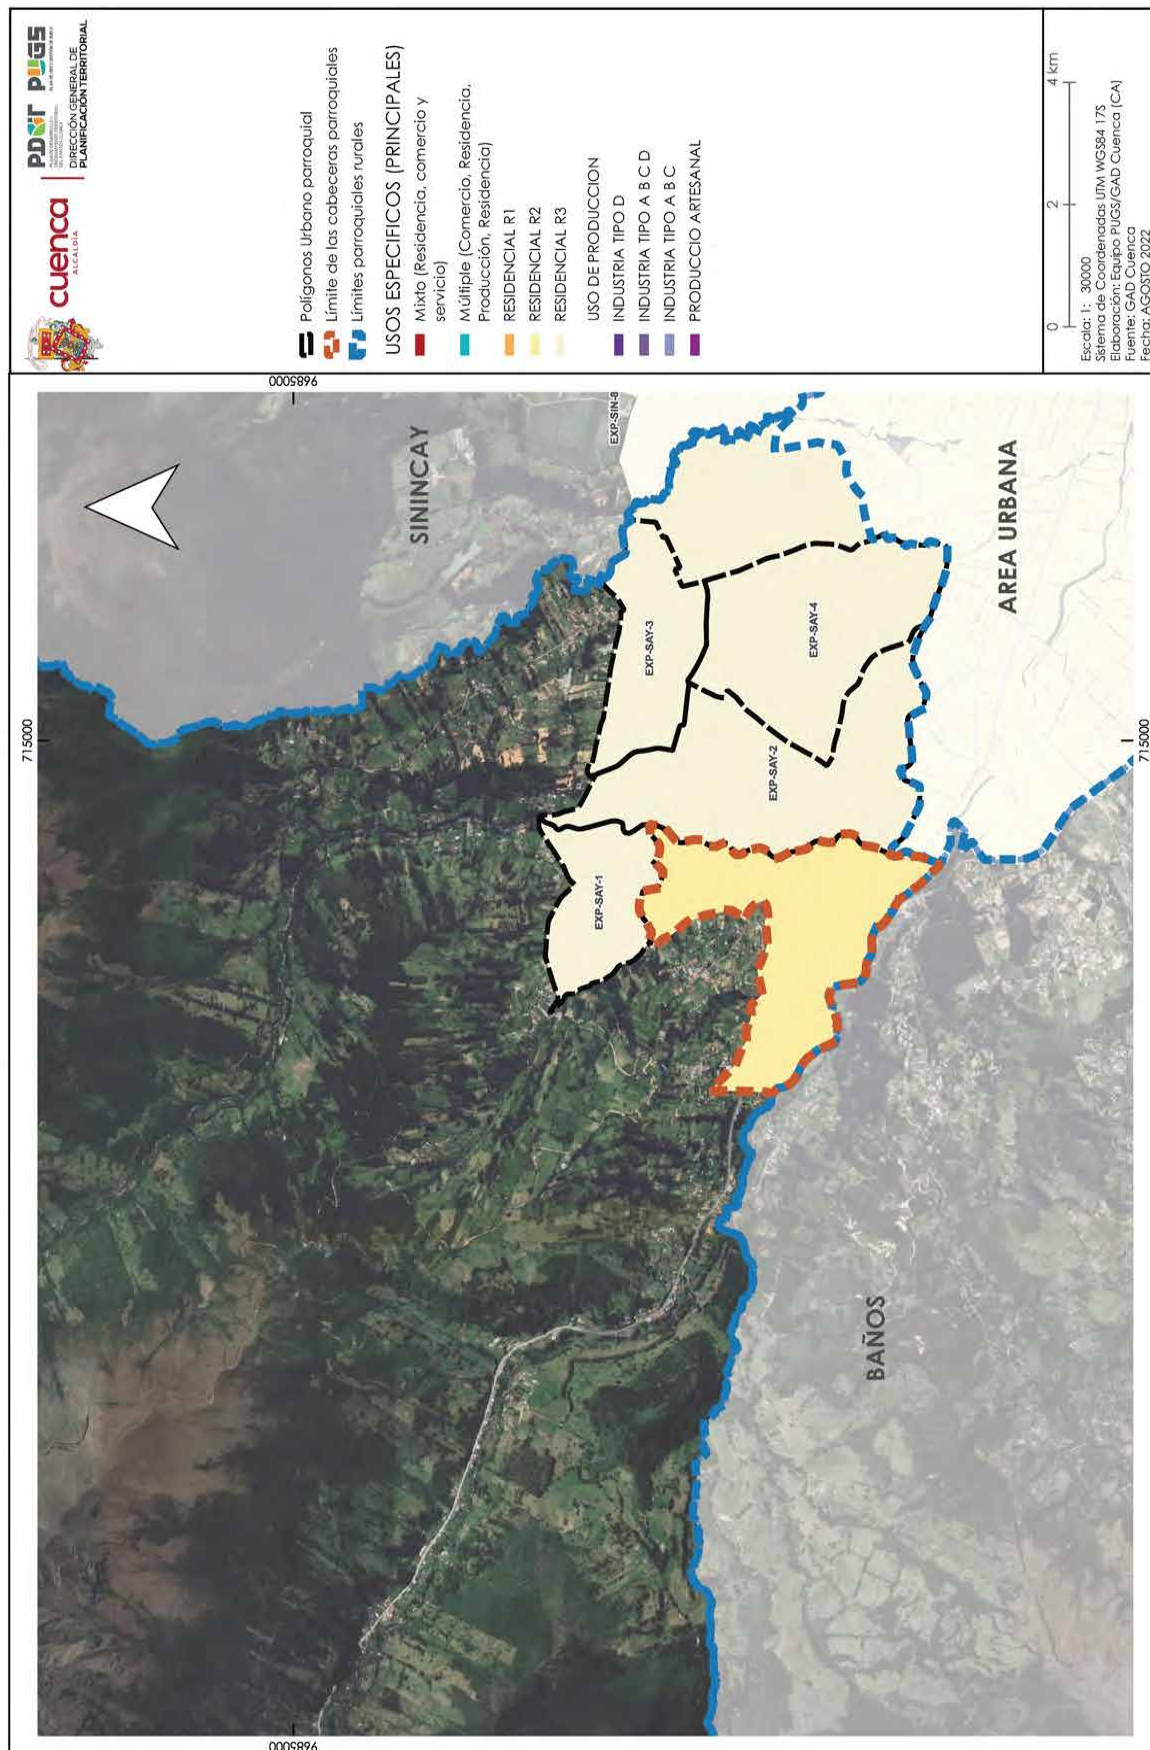 cuenca
ALCALDÍA
PDOT PUGS
DIRECCIÓN GENERAL DE
PLANIFICACIÓN TERRITORIAL
Polígonos Urbano parroquial
Límite de las cabeceras parroquiales
Límites parroquiales rurales
USOS ESPECIFICOS (PRINCIPALES)
Mixto (Residencia, comercio y
servicio)
Múltiple (Comercio, Residencia,
Producción, Residencia)
RESIDENCIAL R1
RESIDENCIAL R2
RESIDENCIAL R3
USO DE PRODUCCION
INDUSTRIA TIPO D
INDUSTRIA TIPO A B C D
INDUSTRIA TIPO A B C
PRODUCCIO ARTESANAL
0 2 4 km
Escala: 1: 30000
Sistema de Coordenadas UTM WGS84 17S
Elaboración: Equipo PUGS/GAD Cuenca (CA)
Fuente: GAD Cuenca
Fecha: AGOSTO 2022
715000
9685000
9685000
SININCAY
EXP-SIN-8
EXP-SAY-3
EXP-SAY-1
EXP-SAY-2
EXP-SAY-4
BAÑOS
AREA URBANA
715000